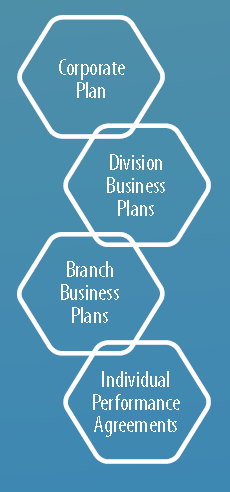 Corporate
Plan
Division
Business
Plans
Branch
Business
Plans
Individual
Performance
Agreements